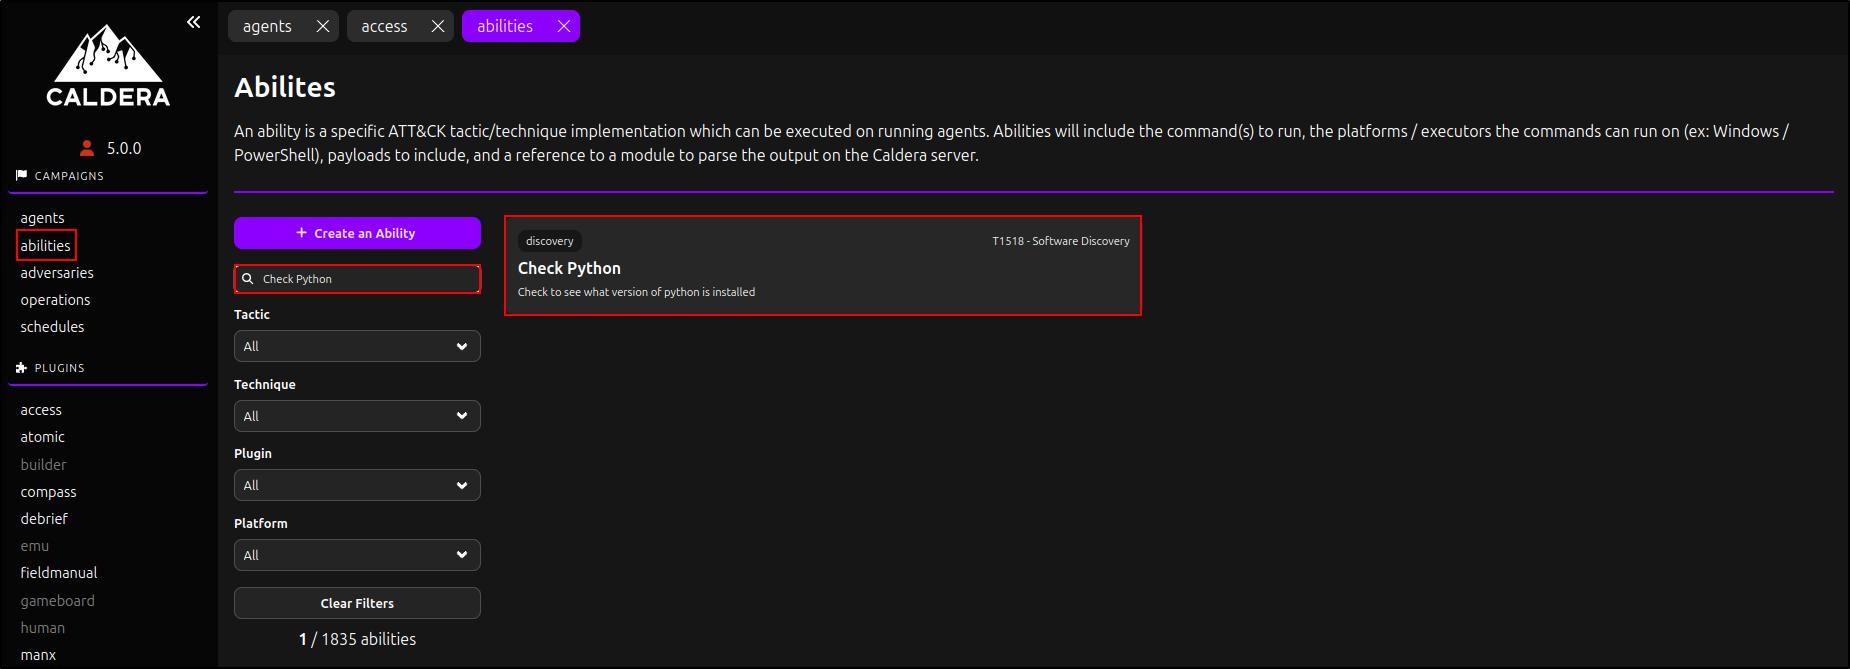 CALDERA
5.0.0
CAMPAIGNS
agents
abilities
adversaries
operations
schedules
PLUGINS
access
atomic
builder
compass
debrief
emu
fieldmanual
gameboard
human
manx
agents
access
abilities
Abilites
An ability is a specific ATT&CK tactic/technique implementation which can be executed on running agents. Abilities will include the command(s) to run, the platforms / executors the commands can run on (ex: Windows /
PowerShell), payloads to include, and a reference to a module to parse the output on the Caldera server.
+ Create an Ability
Check Python
Tactic
All
Technique
All
Plugin
All
Platform
All
Clear Filters
1 / 1835 abilities
discovery
T1518 - Software Discovery
Check Python
Check to see what version of python is installed